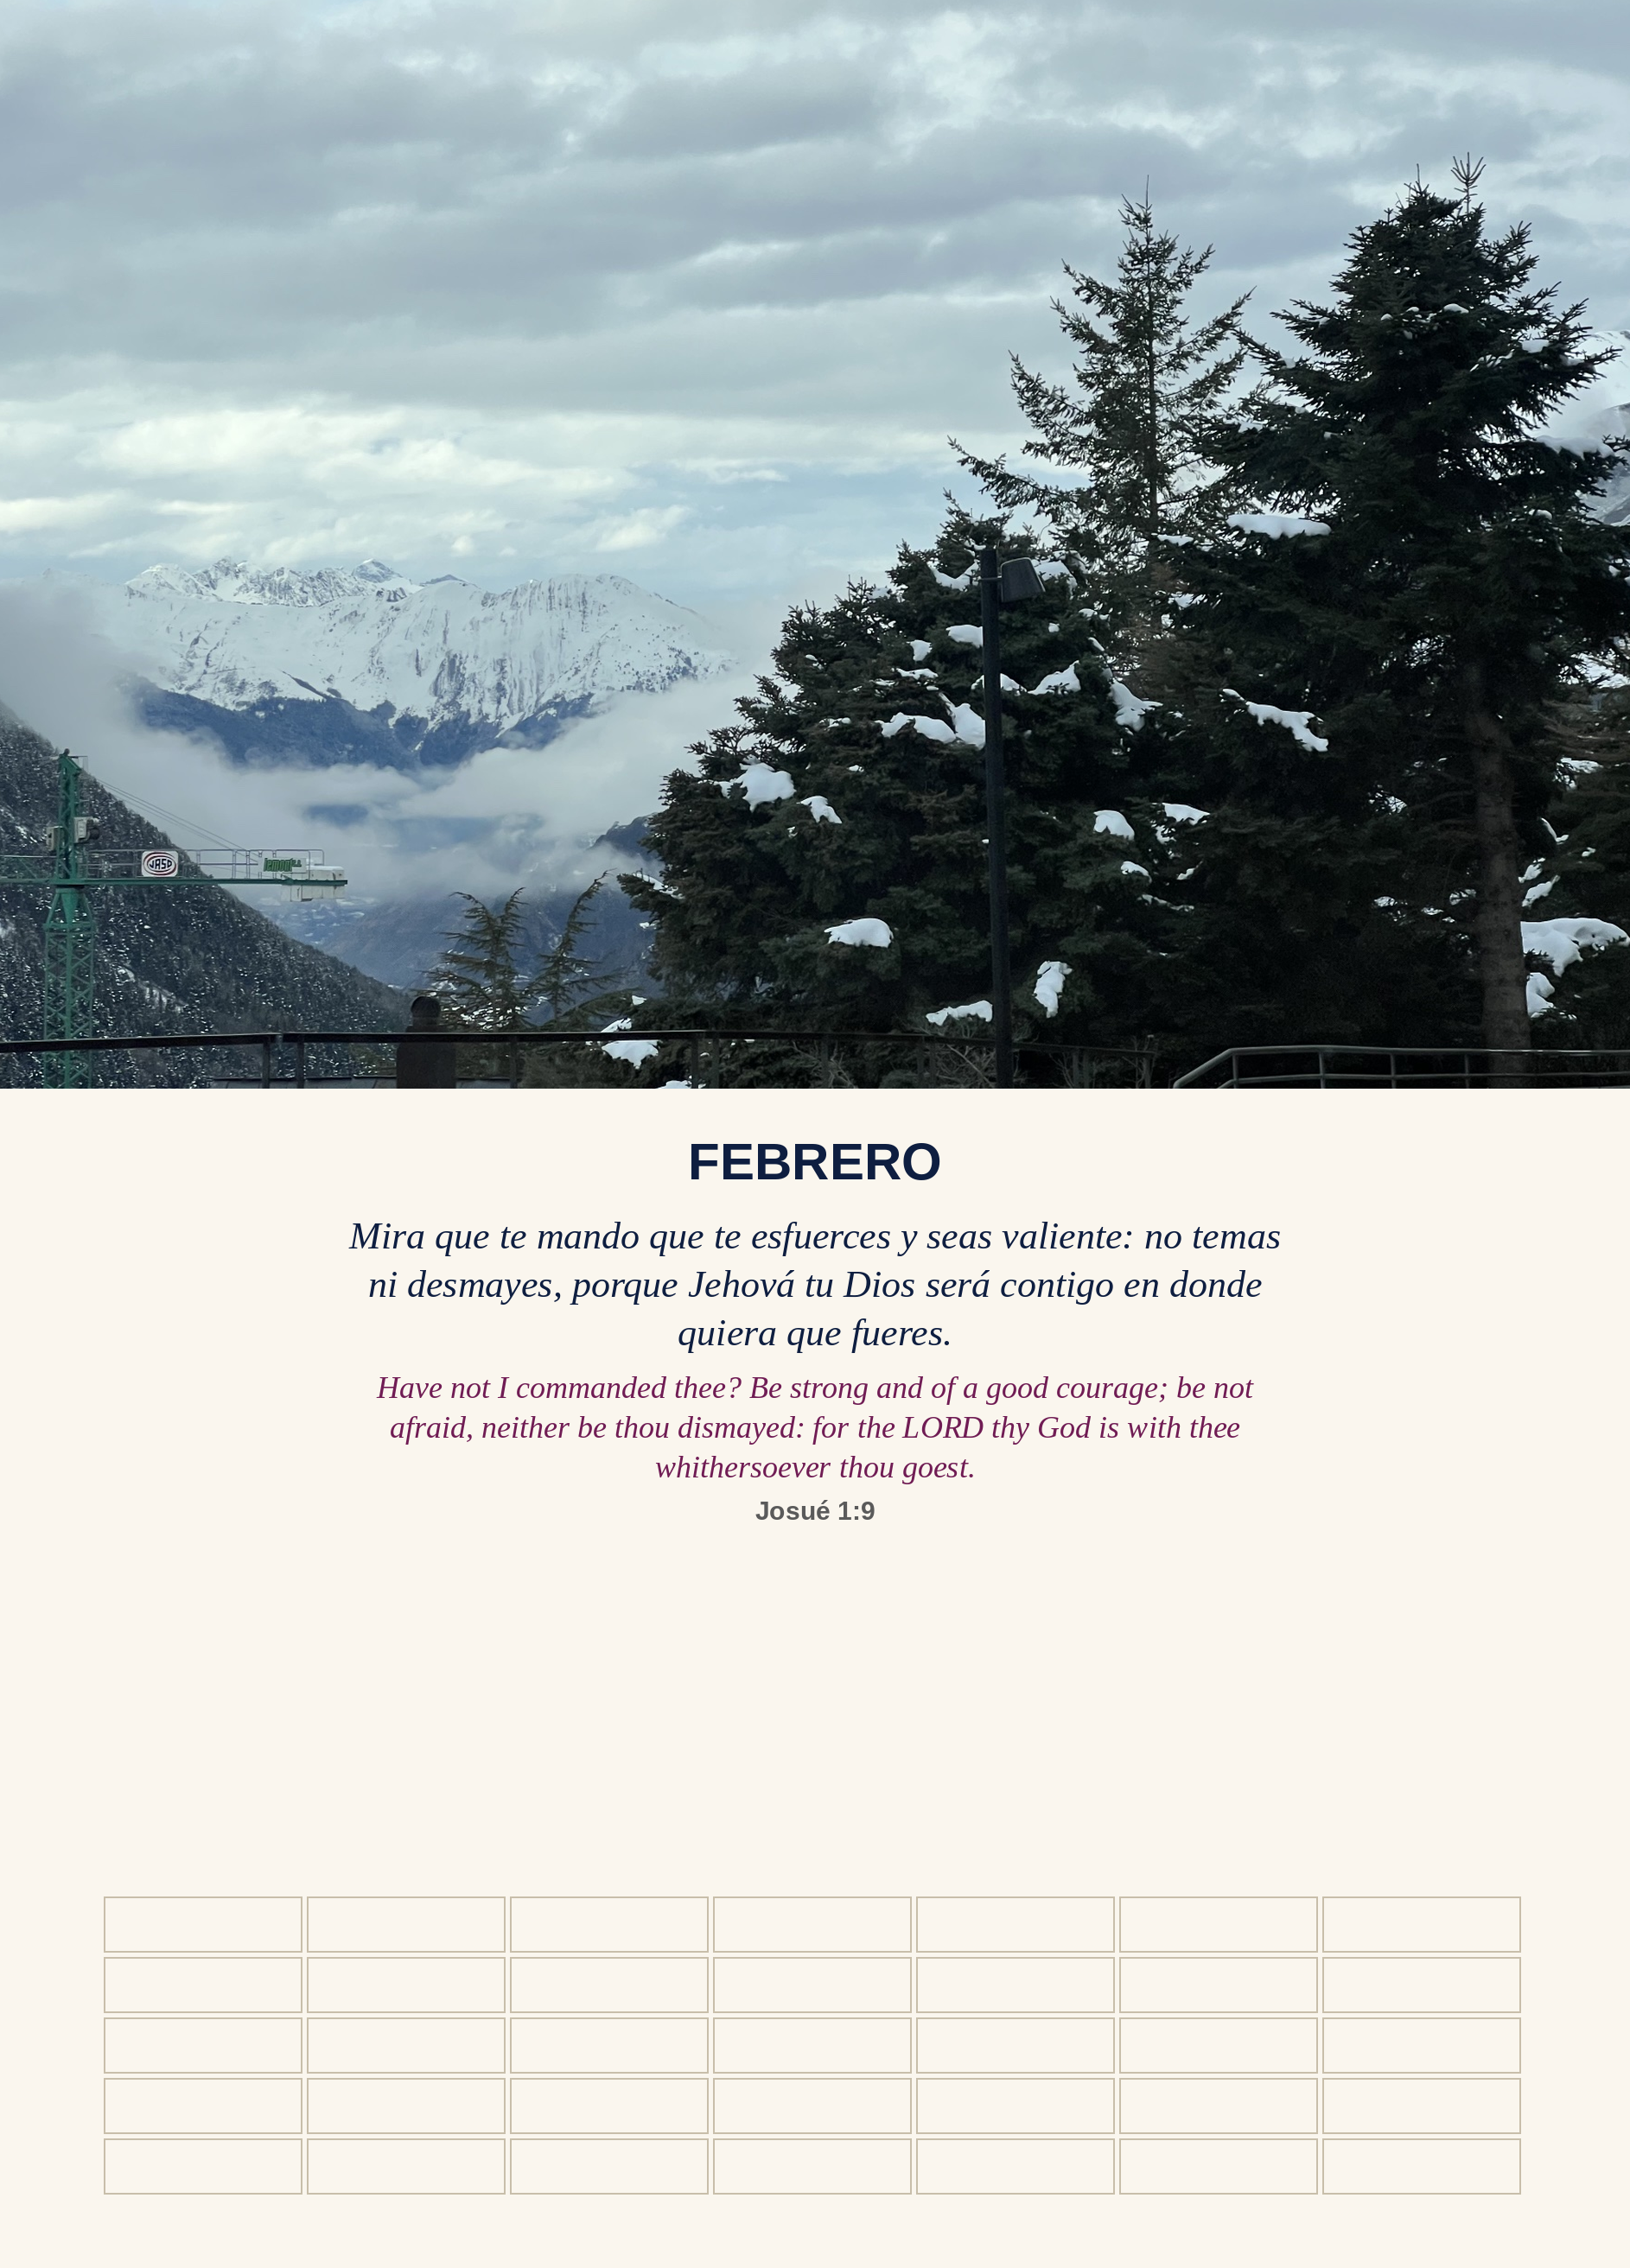 JASP
FEBRERO
Mira que te mando que te esfuerces y seas valiente: no temas
ni desmayes, porque Jehová tu Dios será contigo en donde
quiera que fueres.
Have not I commanded thee? Be strong and of a good courage; be not
afraid, neither be thou dismayed: for the LORD thy God is with thee
whithersoever thou goest.
Josué 1:9